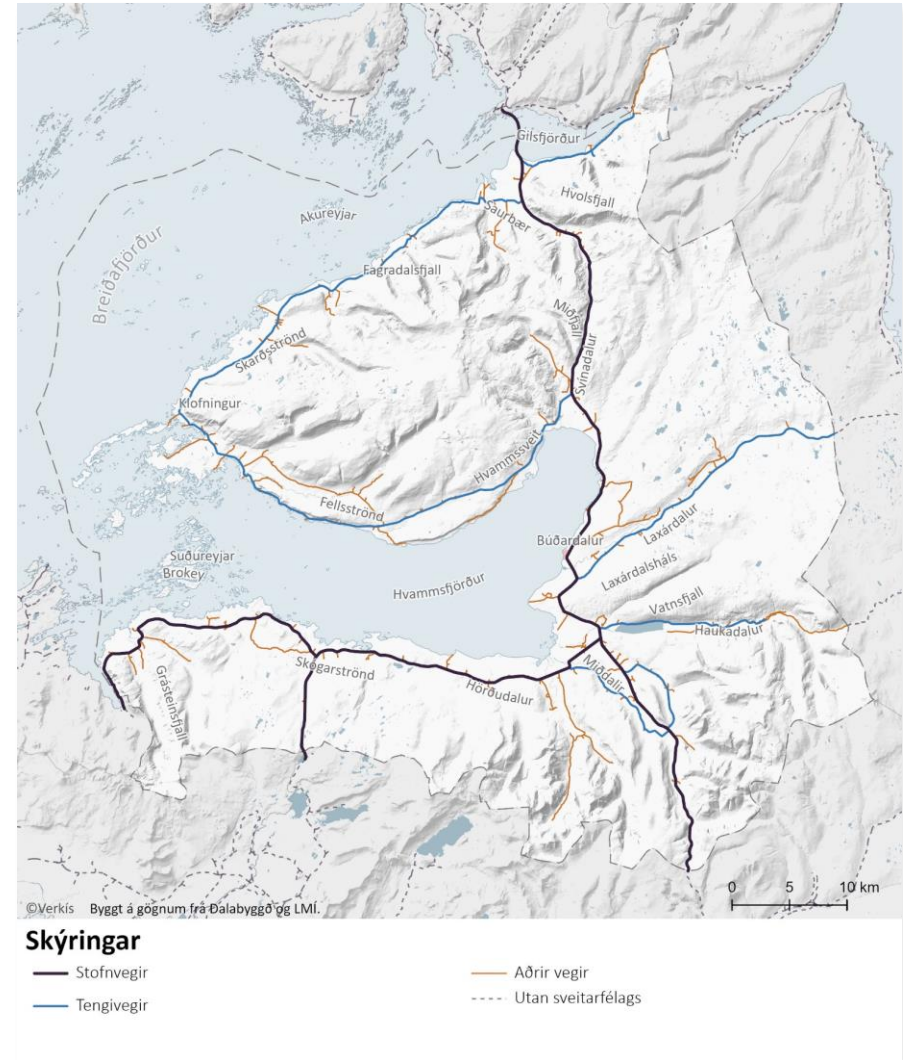 Gilsfjörður
Hvolsfjall
Akureyjar
Saurbær
Breiðafjörður
Fagradalsfjall
Miðfjall
Svínadalur
Skarðsströnd
Klofningur
Hvammssveit
Fellsströnd
Búðardalur
Laxárdalur
Suðureyjar
Brokey
Laxárdalsháls
Hvammsfjörður
Vatnsfjall
Haukadalur
Skógarströnd
Miðdalir
Grásteinsfjall
Hörðudalur
0 5 10 km
©Verkís Byggt á gögnum frá Dalabyggð og LMÍ.
Skýringar
Stofnvegir
Aðrir vegir
Tengivegir
Utan sveitarfélags